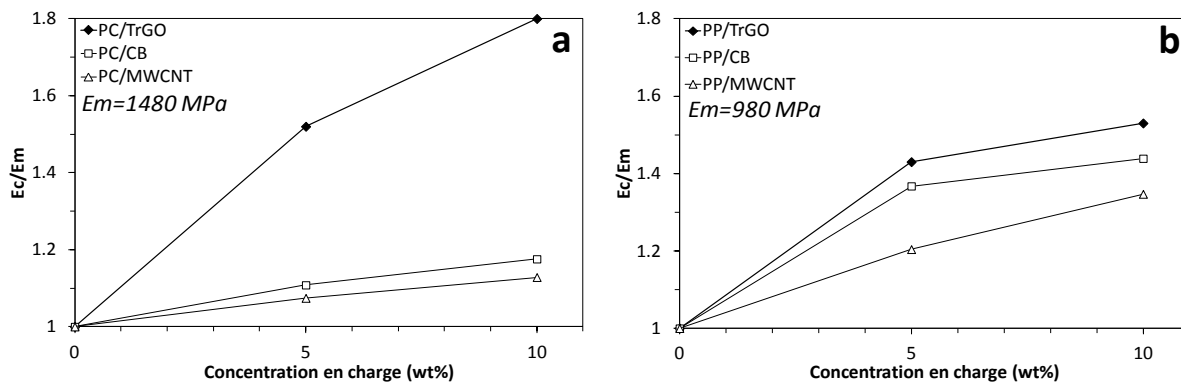 a
PC/TrGO
PC/CB
PC/MWCNT
Em=1480 MPa
1.8
1.6
1.4
1.2
1
Ec/Em
0
5
10
Concentration en charge (wt%)
b
PP/TrGO
PP/CB
PP/MWCNT
Em=980 MPa
1.8
1.6
1.4
1.2
1
Ec/Em
0
5
10
Concentration en charge (wt%)